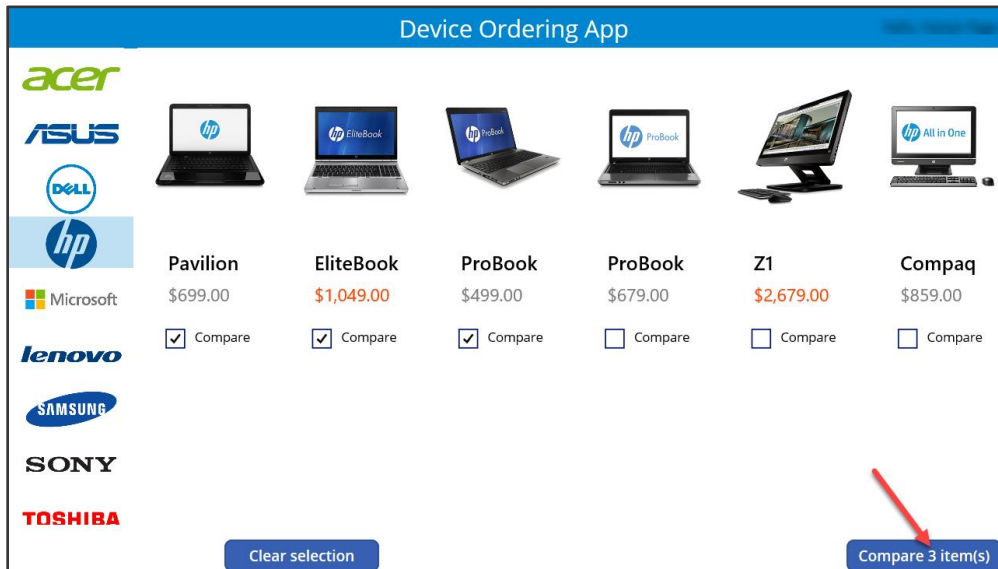 Device Ordering App
acer
ASUS
DELL
hp
Microsoft
lenovo
SAMSUNG
SONY
TOSHIBA
hp
hp EliteBook
hp ProBook
hp ProBook
hp All in One
Pavilion
EliteBook
ProBook
ProBook
Z1
Compaq
$699.00
$1,049.00
$499.00
$679.00
$2,679.00
$859.00
Compare
Compare
Compare
Compare
Compare
Compare
Clear selection
Compare 3 item(s)